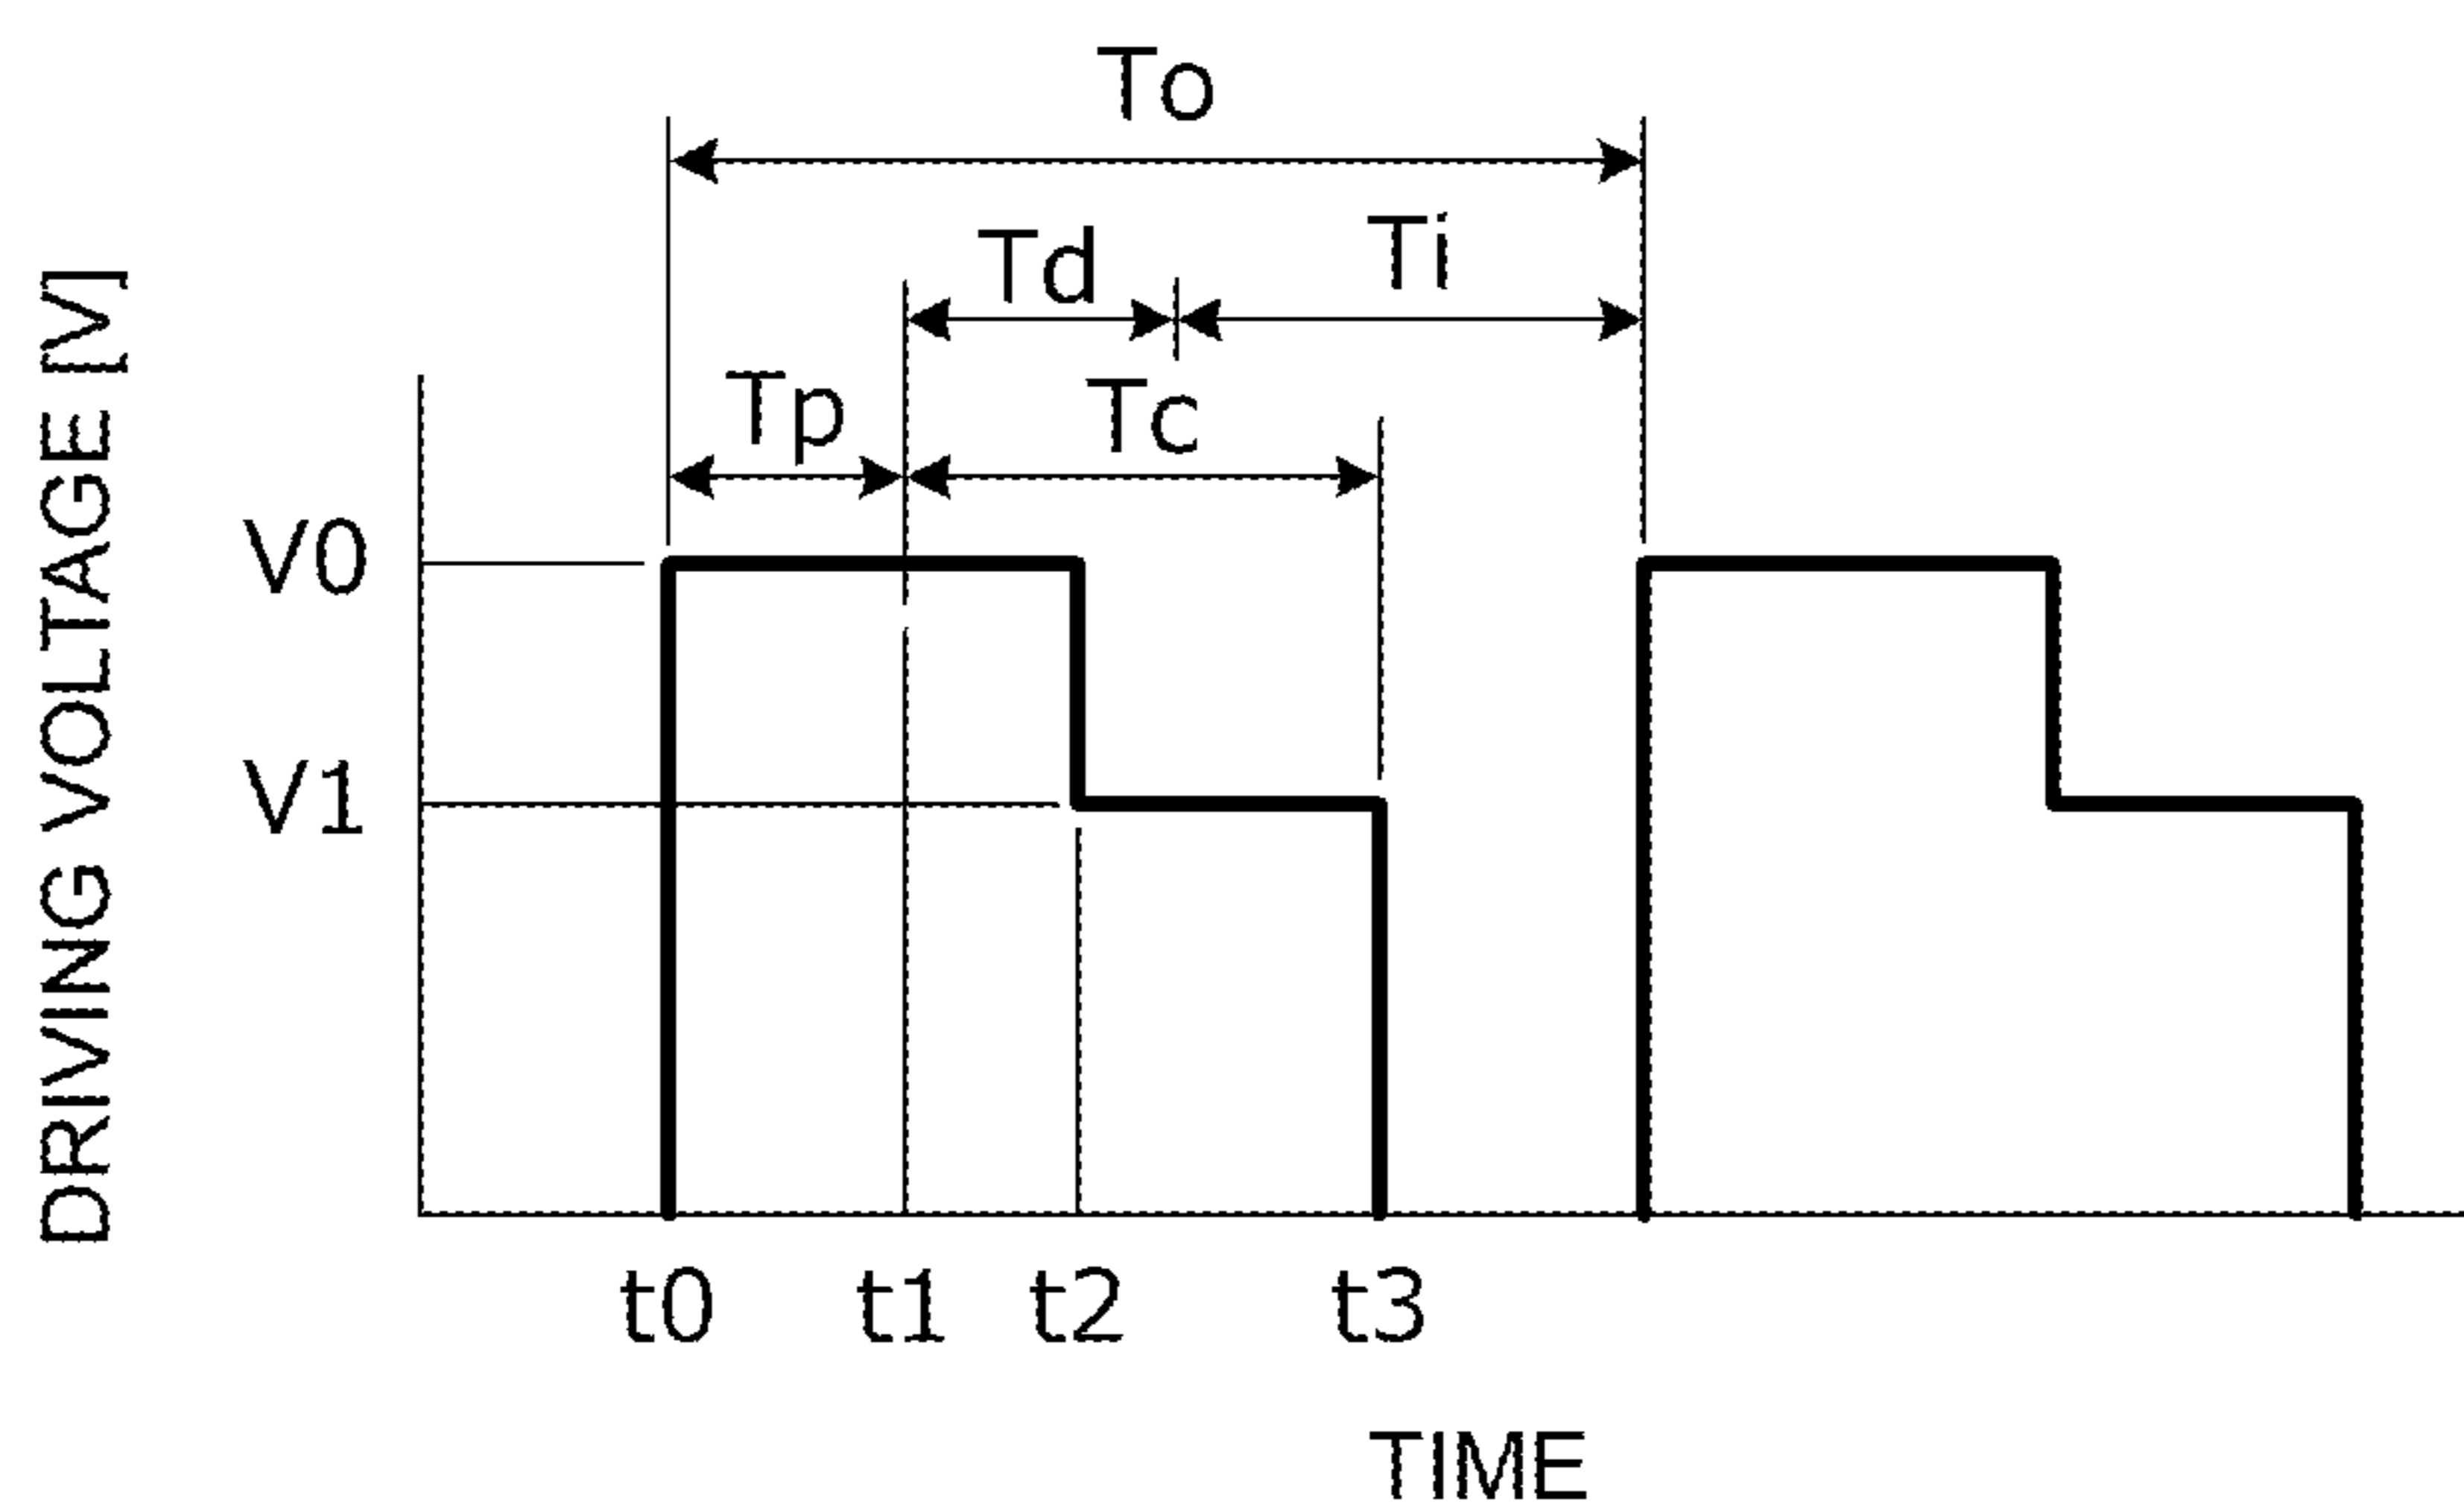 To
Td
Ti
Tp
Tc
DRIVING VOLTAGE [V]
V0
V1
t0
t1
t2
t3
TIME